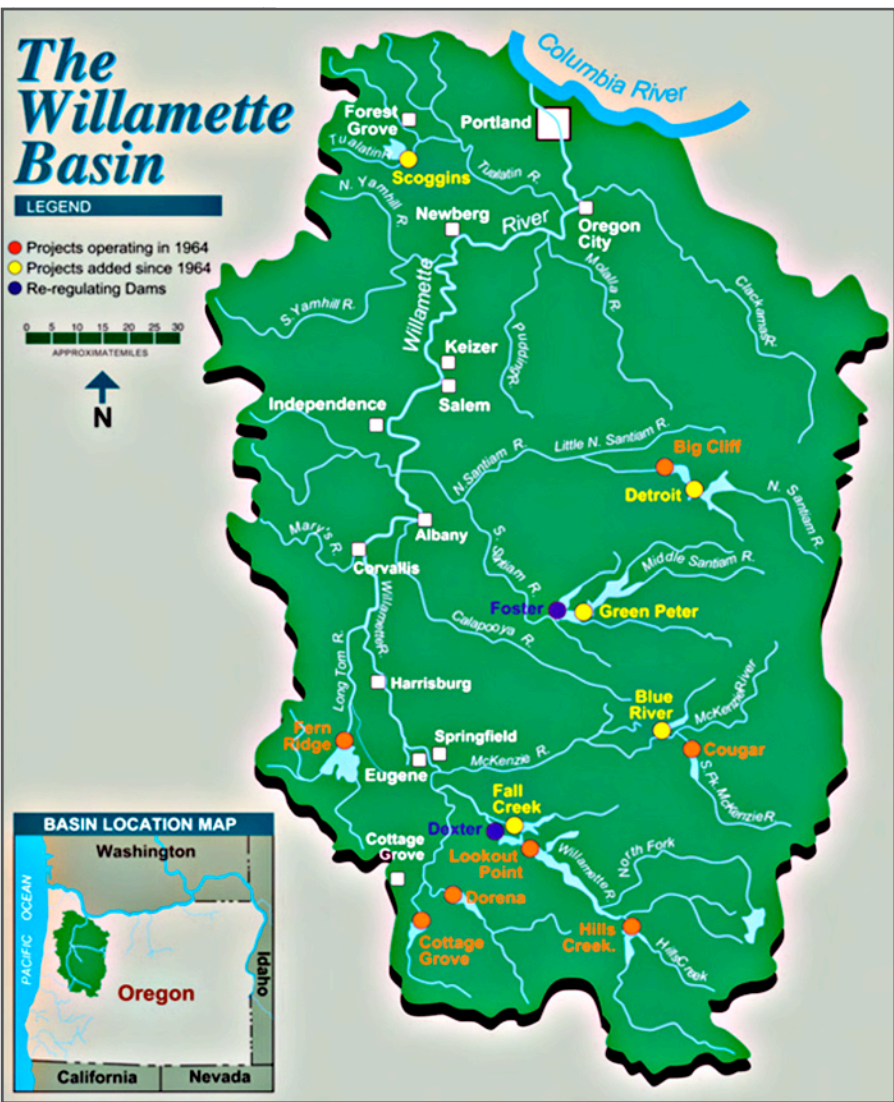 The
Willamette
Basin
LEGEND
Projects operating in 1964
Projects added since 1964
Re-regulating Dams
0 5 10 15 20 25 30
APPROXIMATEMILES
N
Columbia River
Forest
Grove
Portland
Tualatin R.
Scoggins
Tualatin R.
N. Yamhill R.
Newberg
River
Oregon
City
Willamette
Molalla R.
Clackamas R.
S. Yamhill R.
Pudding R.
Keizer
Salem
Independence
N. Santiam R.
Little N. Santiam R.
Big Cliff
Detroit
N. Santiam R.
Mary's R.
Albany
Corvallis
S. Santiam R.
Middle Santiam R.
Foster
Green Peter
Willamette R.
Calapooya R.
Long Tom R.
Harrisburg
Blue
River
McKenzie River
Fern
Ridge
Springfield
Eugene
McKenzie R.
Cougar
S. Fk. McKenzie R.
Fall
Creek
Dexter
Lookout
Point
Willamette R.
North Fork
Cottage
Grove
Dorena
Cottage
Grove
Hills
Creek.
Hills Creek
BASIN LOCATION MAP
Washington
PACIFIC OCEAN
Oregon
Idaho
California
Nevada